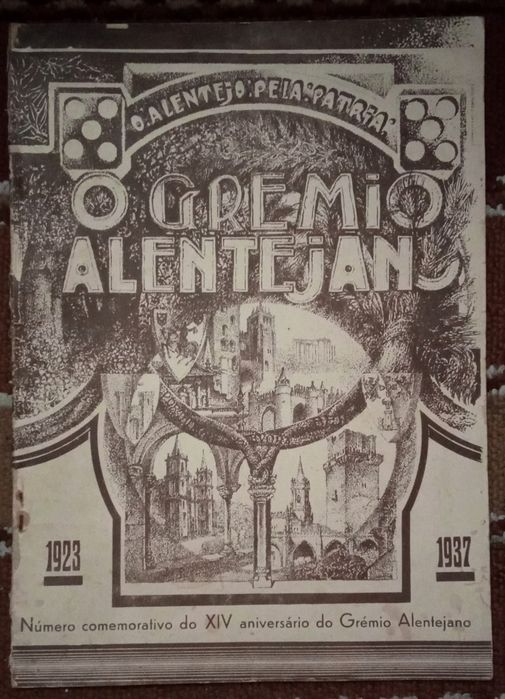 O·ALENTEJO·PELA·PATRIA·
O GREMIO
ALENTEJANO
1923
1937
Número comemorativo do XIV aniversário do Grémio Alentejano